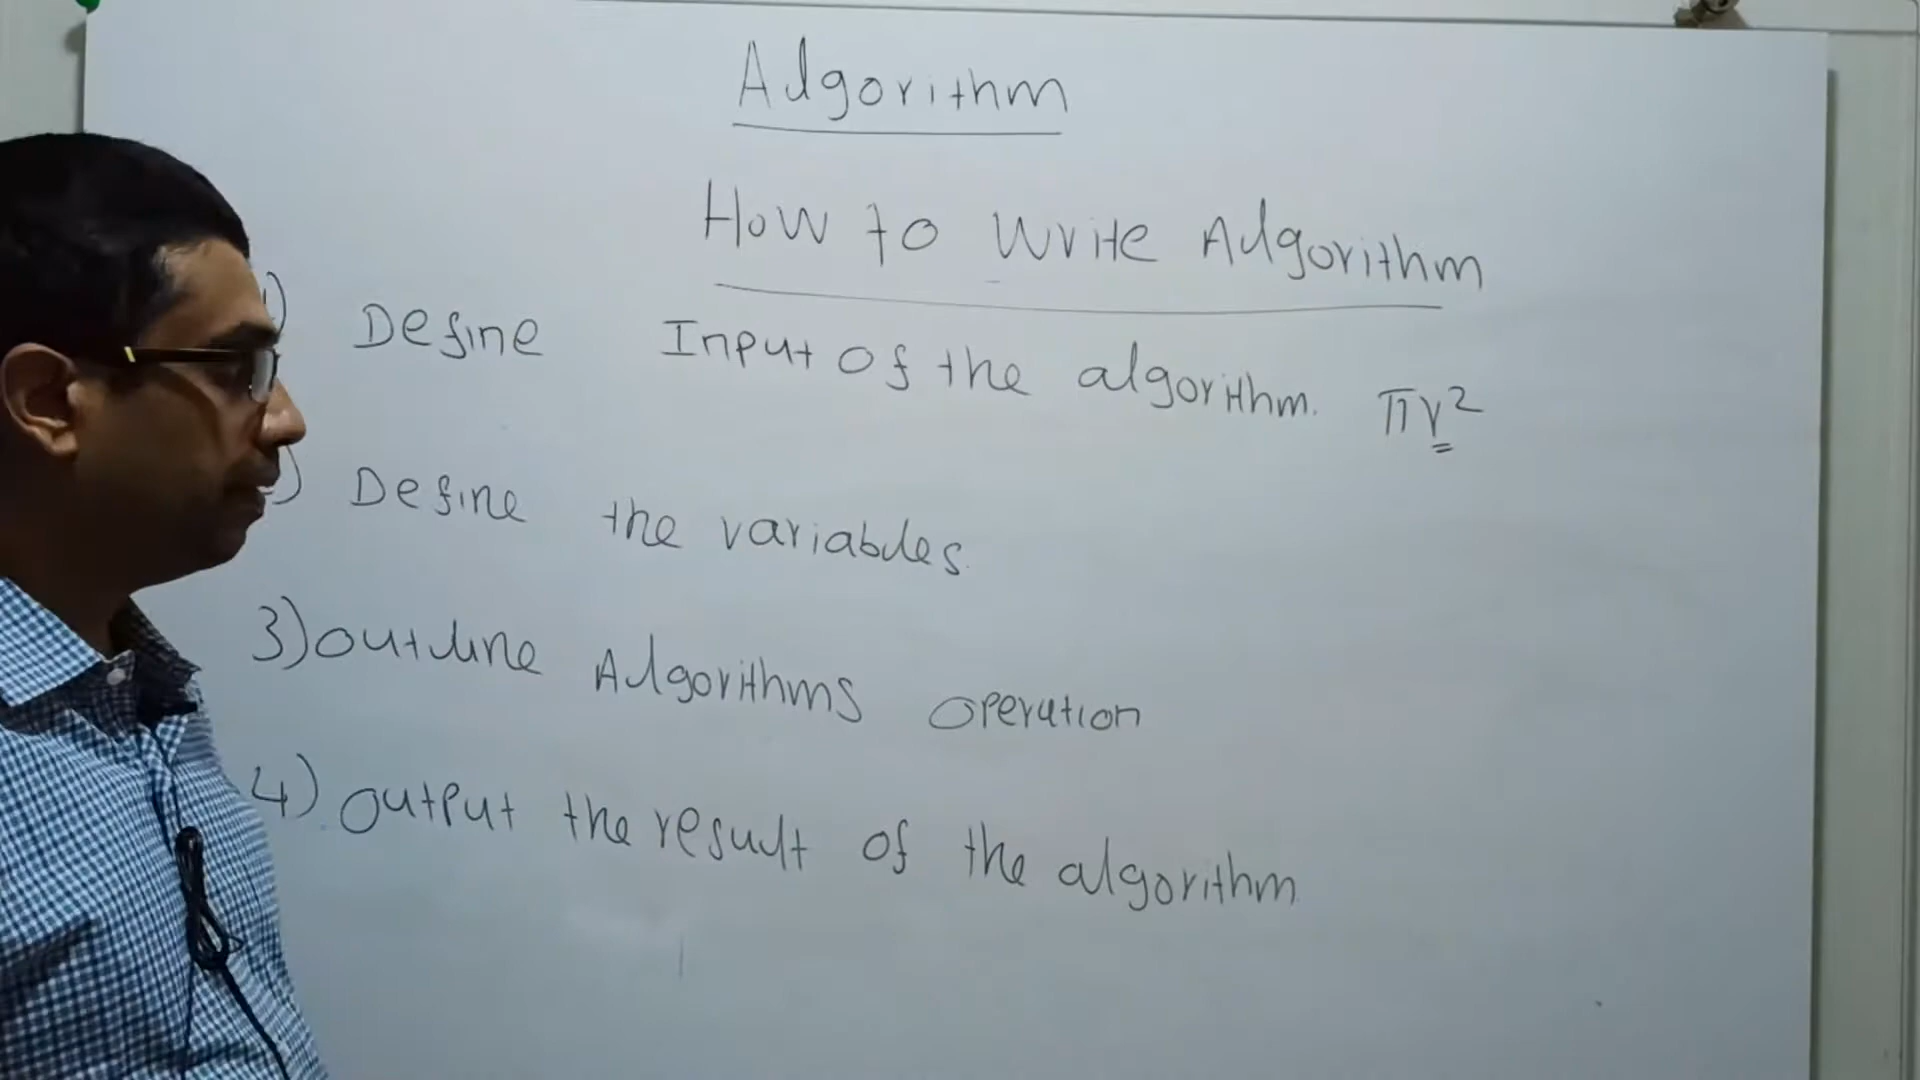 Algorithm
How to Write Algorithm
1) Define Input of the algorithm. πr²
) Define the variables.
3) outline Algorithms operation
4) output the result of the algorithm